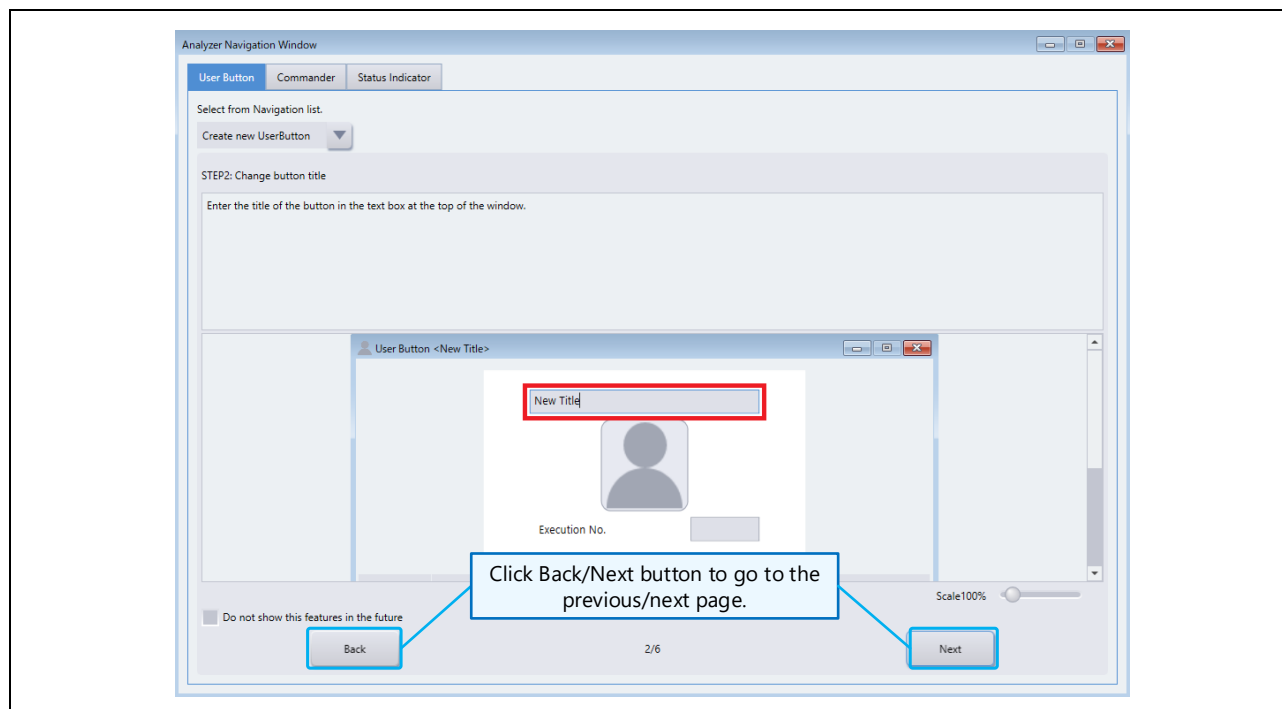 Analyzer Navigation Window
User Button Commander Status Indicator
Select from Navigation list.
Create new UserButton
STEP2: Change button title
Enter the title of the button in the text box at the top of the window.
User Button <New Title>
New Title
Execution No.
Click Back/Next button to go to the
previous/next page.
Scale100%
Do not show this features in the future
Back 2/6 Next